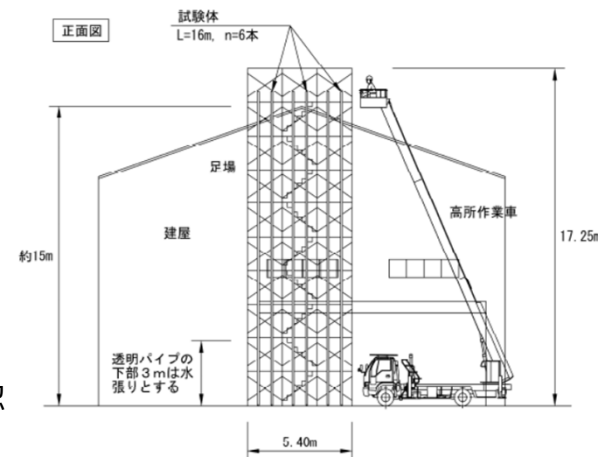 正面図
試験体
L=16m, n=6本
足場
高所作業車
建屋
約15m
17.25m
透明パイプの
下部3mは水
張りとする
5.40m